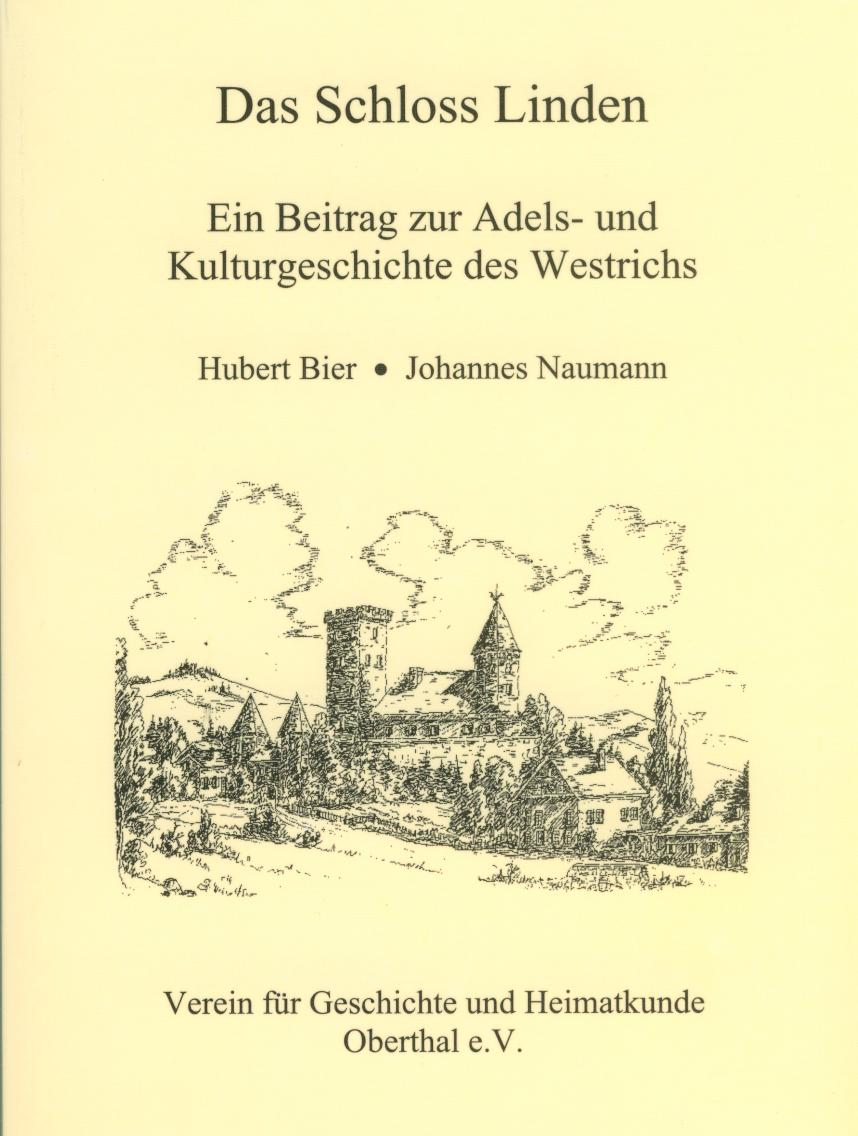 Das Schloss Linden
Ein Beitrag zur Adels- und
Kulturgeschichte des Westrichs
Hubert Bier • Johannes Naumann
Verein für Geschichte und Heimatkunde
Oberthal e.V.